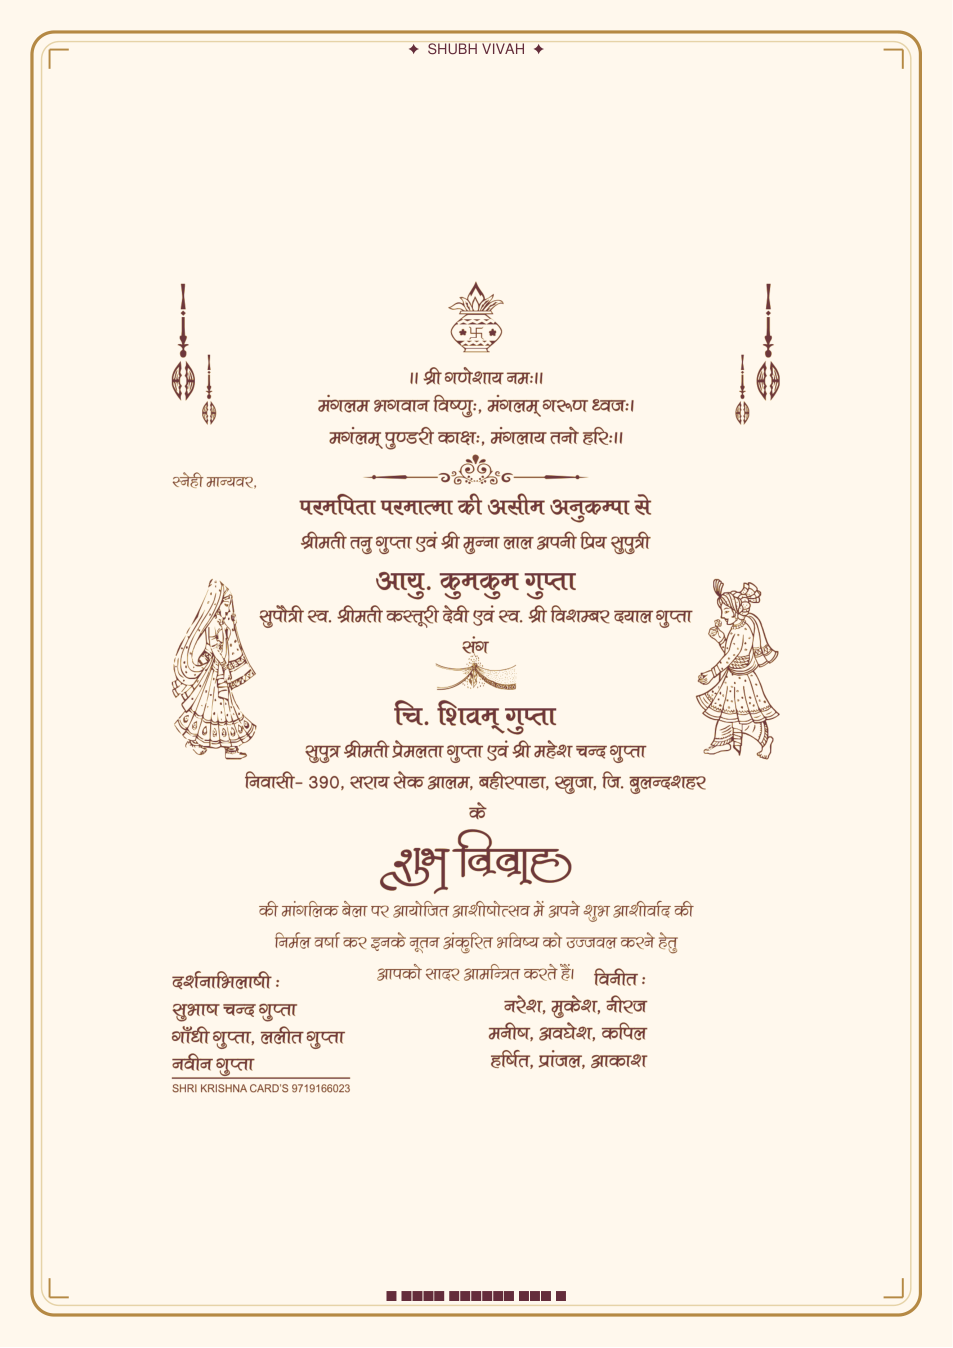 SHUBH VIVAH
।। श्री गणेशाय नमः।।
मंगलम भगवान विष्णुः, मंगलम् गरूण ध्वजः।
मगंलम् पुण्डरी काक्षः, मंगलाय तनो हरिः।।
स्नेही मान्यवर,
परमपिता परमात्मा की असीम अनुकम्पा से
श्रीमती तनु गुप्ता एवं श्री मुन्ना लाल अपनी प्रिय सुपुत्री
आयु. कुमकुम गुप्ता
सुपौत्री स्व. श्रीमती कस्तूरी देवी एवं स्व. श्री विशम्बर दयाल गुप्ता
संग
चि. शिवम् गुप्ता
सुपुत्र श्रीमती प्रेमलता गुप्ता एवं श्री महेश चन्द गुप्ता
निवासी- 390, सराय सेक आलम, बहीरपाडा, खुजा, जि. बुलन्दशहर
के
शुभ विवाह
की मांगलिक बेला पर आयोजित आशीषोत्सव में अपने शुभ आशीर्वाद की
निर्मल वर्षा कर इनके नूतन अंकुरित भविष्य को उज्जवल करने हेतु
आपको सादर आमन्त्रित करते हैं।
दर्शनाभिलाषी :
सुभाष चन्द गुप्ता
गाँधी गुप्ता, ललीत गुप्ता
नवीन गुप्ता
विनीत :
नरेश, मुकेश, नीरज
मनीष, अवघेश, कपिल
हर्षित, प्रांजल, आकाश
SHRI KRISHNA CARD'S 9719166023